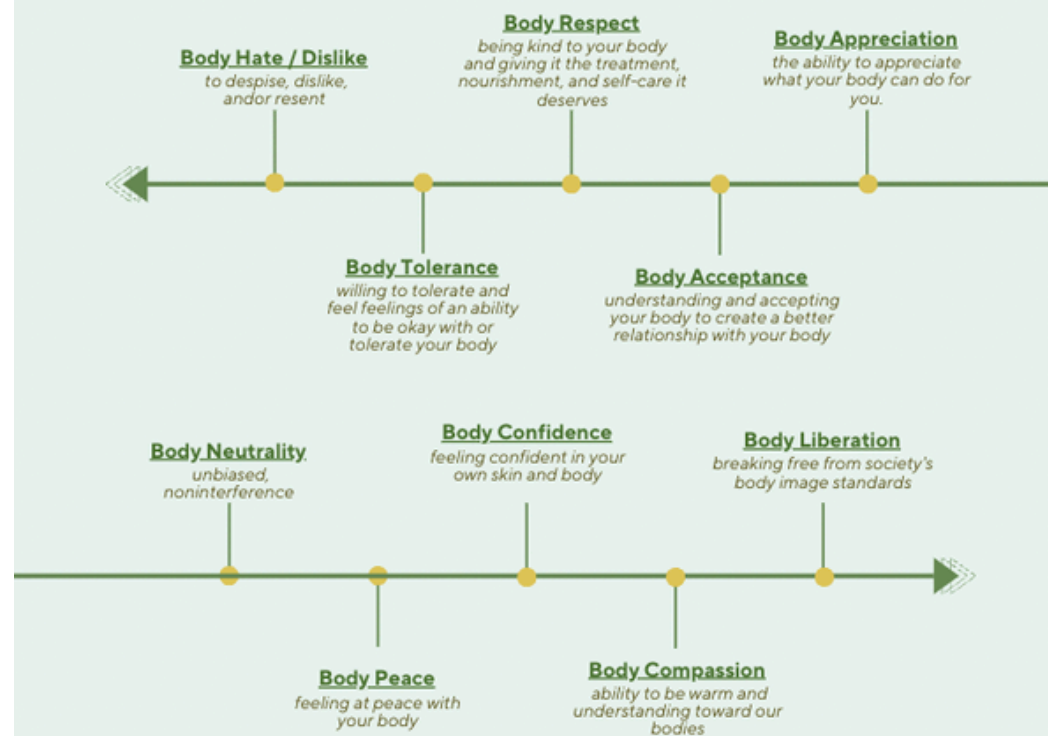 Body Hate / Dislike
to despise, dislike,
andor resent
Body Tolerance
willing to tolerate and
feel feelings of an ability
to be okay with or
tolerate your body
Body Respect
being kind to your body
and giving it the treatment,
nourishment, and self-care it
deserves
Body Acceptance
understanding and accepting
your body to create a better
relationship with your body
Body Appreciation
the ability to appreciate
what your body can do for
you.
Body Neutrality
unbiased,
noninterference
Body Peace
feeling at peace with
your body
Body Confidence
feeling confident in your
own skin and body
Body Compassion
ability to be warm and
understanding toward our
bodies
Body Liberation
breaking free from society's
body image standards